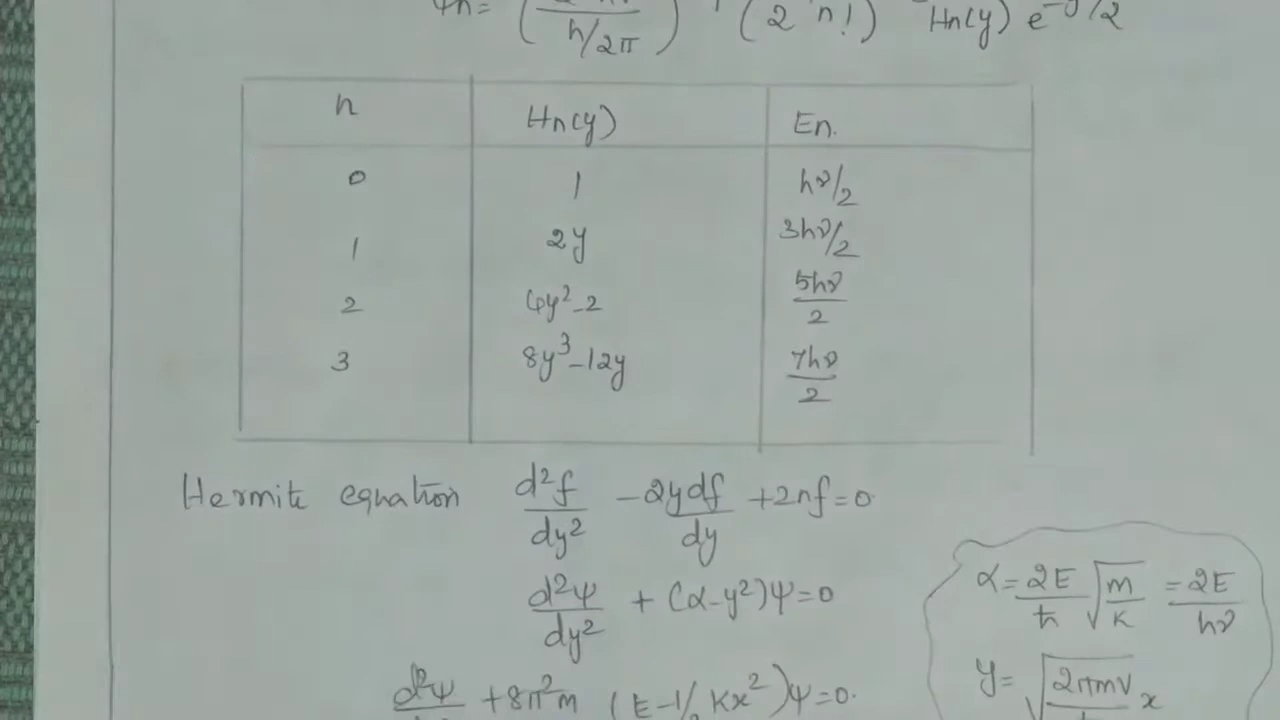 h/2π (2 n!) Hn(y) e
n Hn(y) En.
0 1 hν/2
1 2y 3hν/2
2 4y²-2 5hν/2
3 8y³-12y 7hν/2
Hermite equation d²f/dy² - 2y df/dy + 2nf = 0.
d²ψ/dy² + (α-y²)ψ = 0
α = 2E/ħ √m/k = 2E/hν
d²ψ + 8π²m (E-1/ Kx²)ψ = 0.
y = √2πmν x